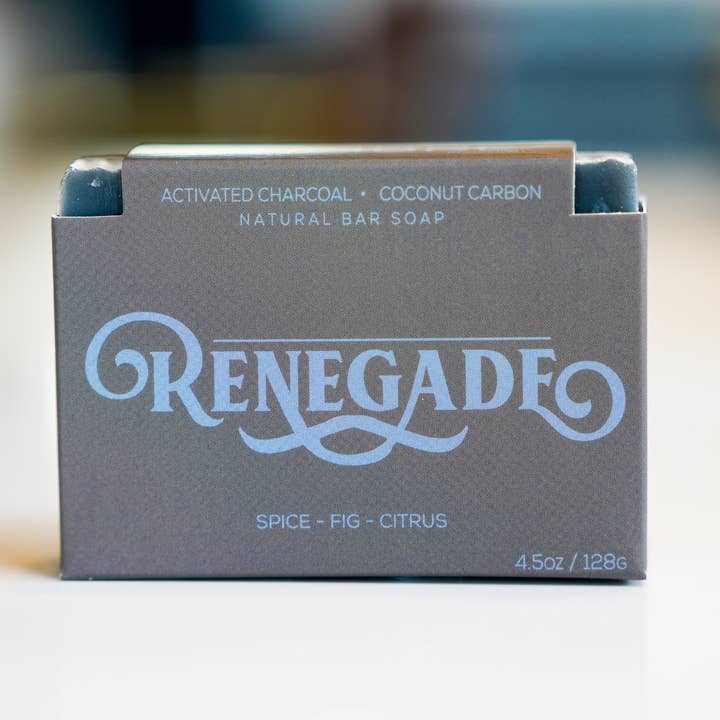 ACTIVATED CHARCOAL • COCONUT CARBON
NATURAL BAR SOAP
RENEGADE
SPICE - FIG - CITRUS
4.5OZ / 128G